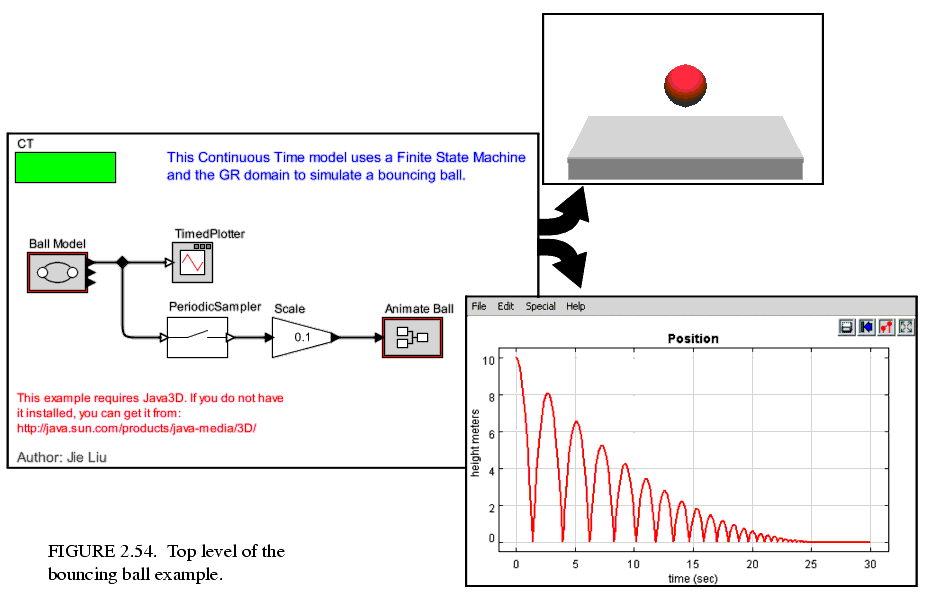 CT
This Continuous Time model uses a Finite State Machine
and the GR domain to simulate a bouncing ball.
Ball Model
TimedPlotter
PeriodicSampler
Scale
0.1
Animate Ball
This example requires Java3D. If you do not have
it installed, you can get it from:
http://java.sun.com/products/java-media/3D/
Author: Jie Liu
File Edit Special Help
Position
height meters
10
8
6
4
2
0
0 5 10 15 20 25 30
time (sec)
FIGURE 2.54. Top level of the
bouncing ball example.